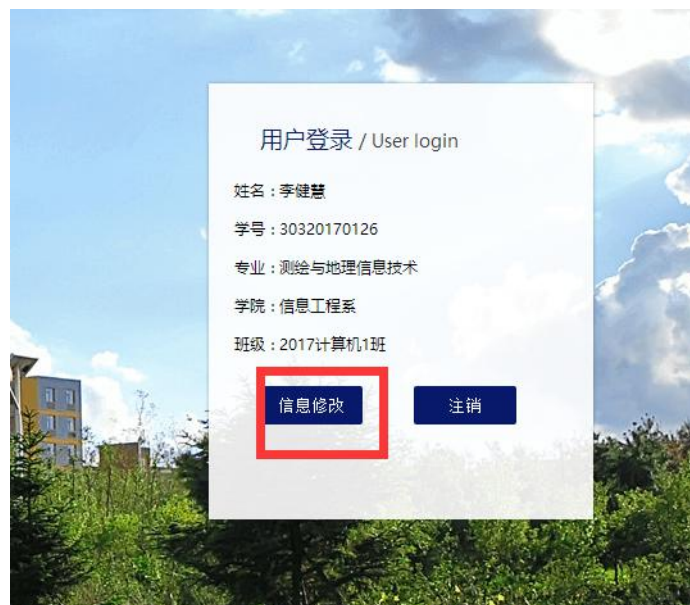 用户登录 / User login
姓名：李健慧
学号：30320170126
专业：测绘与地理信息技术
学院：信息工程系
班级：2017计算机1班
信息修改 注销